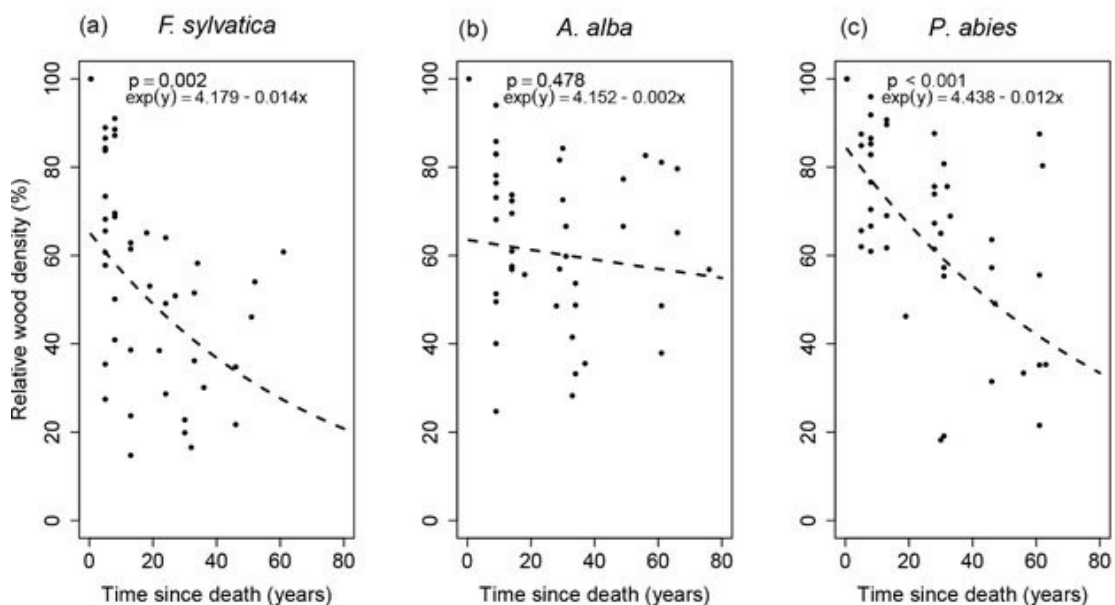 (a) F. sylvatica
(b) A. alba
(c) P. abies
p = 0.002
exp(y) = 4.179 - 0.014x
p = 0.478
exp(y) = 4.152 - 0.002x
p < 0.001
exp(y) = 4.438 - 0.012x
Relative wood density (%)
100
80
60
40
20
0
100
80
60
40
20
0
100
80
60
40
20
0
0 20 40 60 80
0 20 40 60 80
0 20 40 60 80
Time since death (years)
Time since death (years)
Time since death (years)